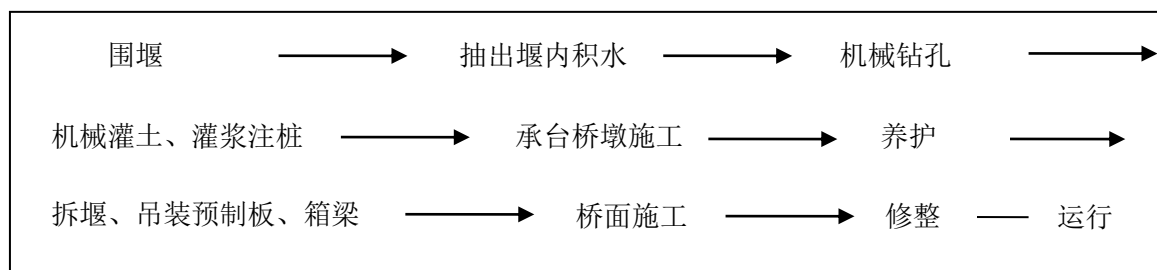 围堰 抽出堰内积水 机械钻孔
机械灌土、灌浆注桩 承台桥墩施工 养护
拆堰、吊装预制板、箱梁 桥面施工 修整 运行